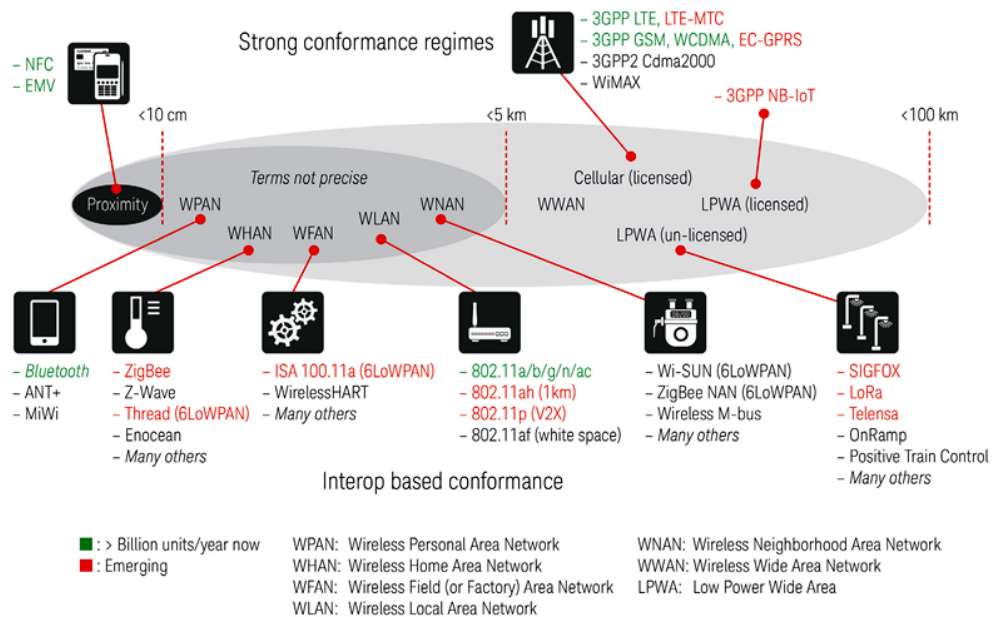 Strong conformance regimes
– NFC
– EMV
– 3GPP LTE, LTE-MTC
– 3GPP GSM, WCDMA, EC-GPRS
– 3GPP2 Cdma2000
– WiMAX
– 3GPP NB-IoT
<10 cm
<5 km
<100 km
Terms not precise
Proximity
WPAN
WHAN
WFAN
WLAN
WNAN
Cellular (licensed)
WWAN
LPWA (licensed)
LPWA (un-licensed)
– Bluetooth
– ANT+
– MiWi
– ZigBee
– Z-Wave
– Thread (6LoWPAN)
– Enocean
– Many others
– ISA 100.11a (6LoWPAN)
– WirelessHART
– Many others
– 802.11a/b/g/n/ac
– 802.11ah (1km)
– 802.11p (V2X)
– 802.11af (white space)
– Wi-SUN (6LoWPAN)
– ZigBee NAN (6LoWPAN)
– Wireless M-bus
– Many others
– SIGFOX
– LoRa
– Telensa
– OnRamp
– Positive Train Control
– Many others
Interop based conformance
: > Billion units/year now
: Emerging
WPAN: Wireless Personal Area Network
WHAN: Wireless Home Area Network
WFAN: Wireless Field (or Factory) Area Network
WLAN: Wireless Local Area Network
WNAN: Wireless Neighborhood Area Network
WWAN: Wireless Wide Area Network
LPWA: Low Power Wide Area